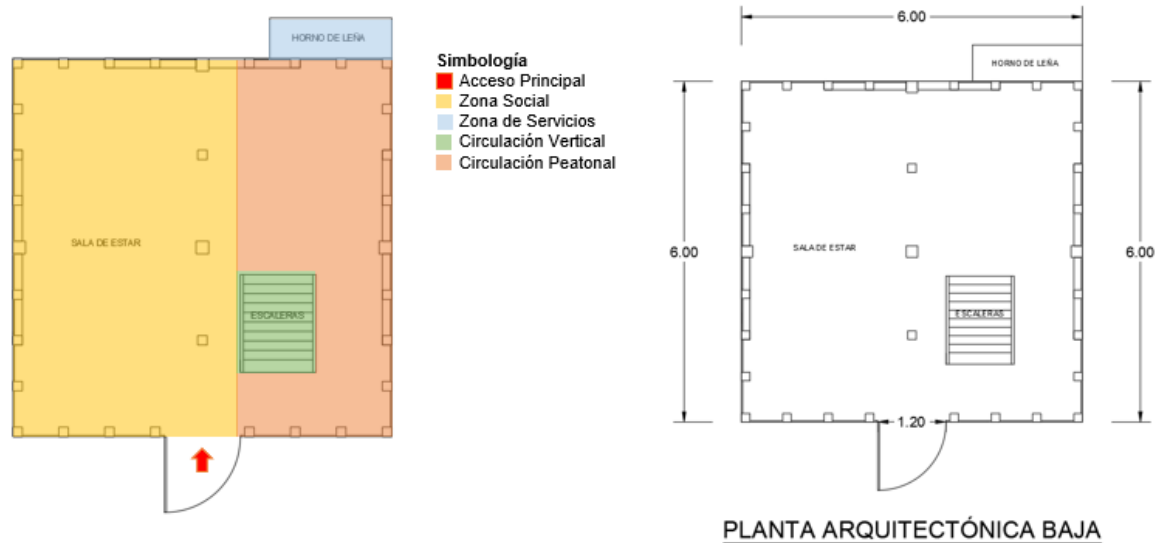 HORNO DE LEÑA
Simbología
Acceso Principal
Zona Social
Zona de Servicios
Circulación Vertical
Circulación Peatonal
SALA DE ESTAR
ESCALERAS
6.00
HORNO DE LEÑA
6.00
6.00
SALA DE ESTAR
ESCALERAS
1.20
PLANTA ARQUITECTÓNICA BAJA